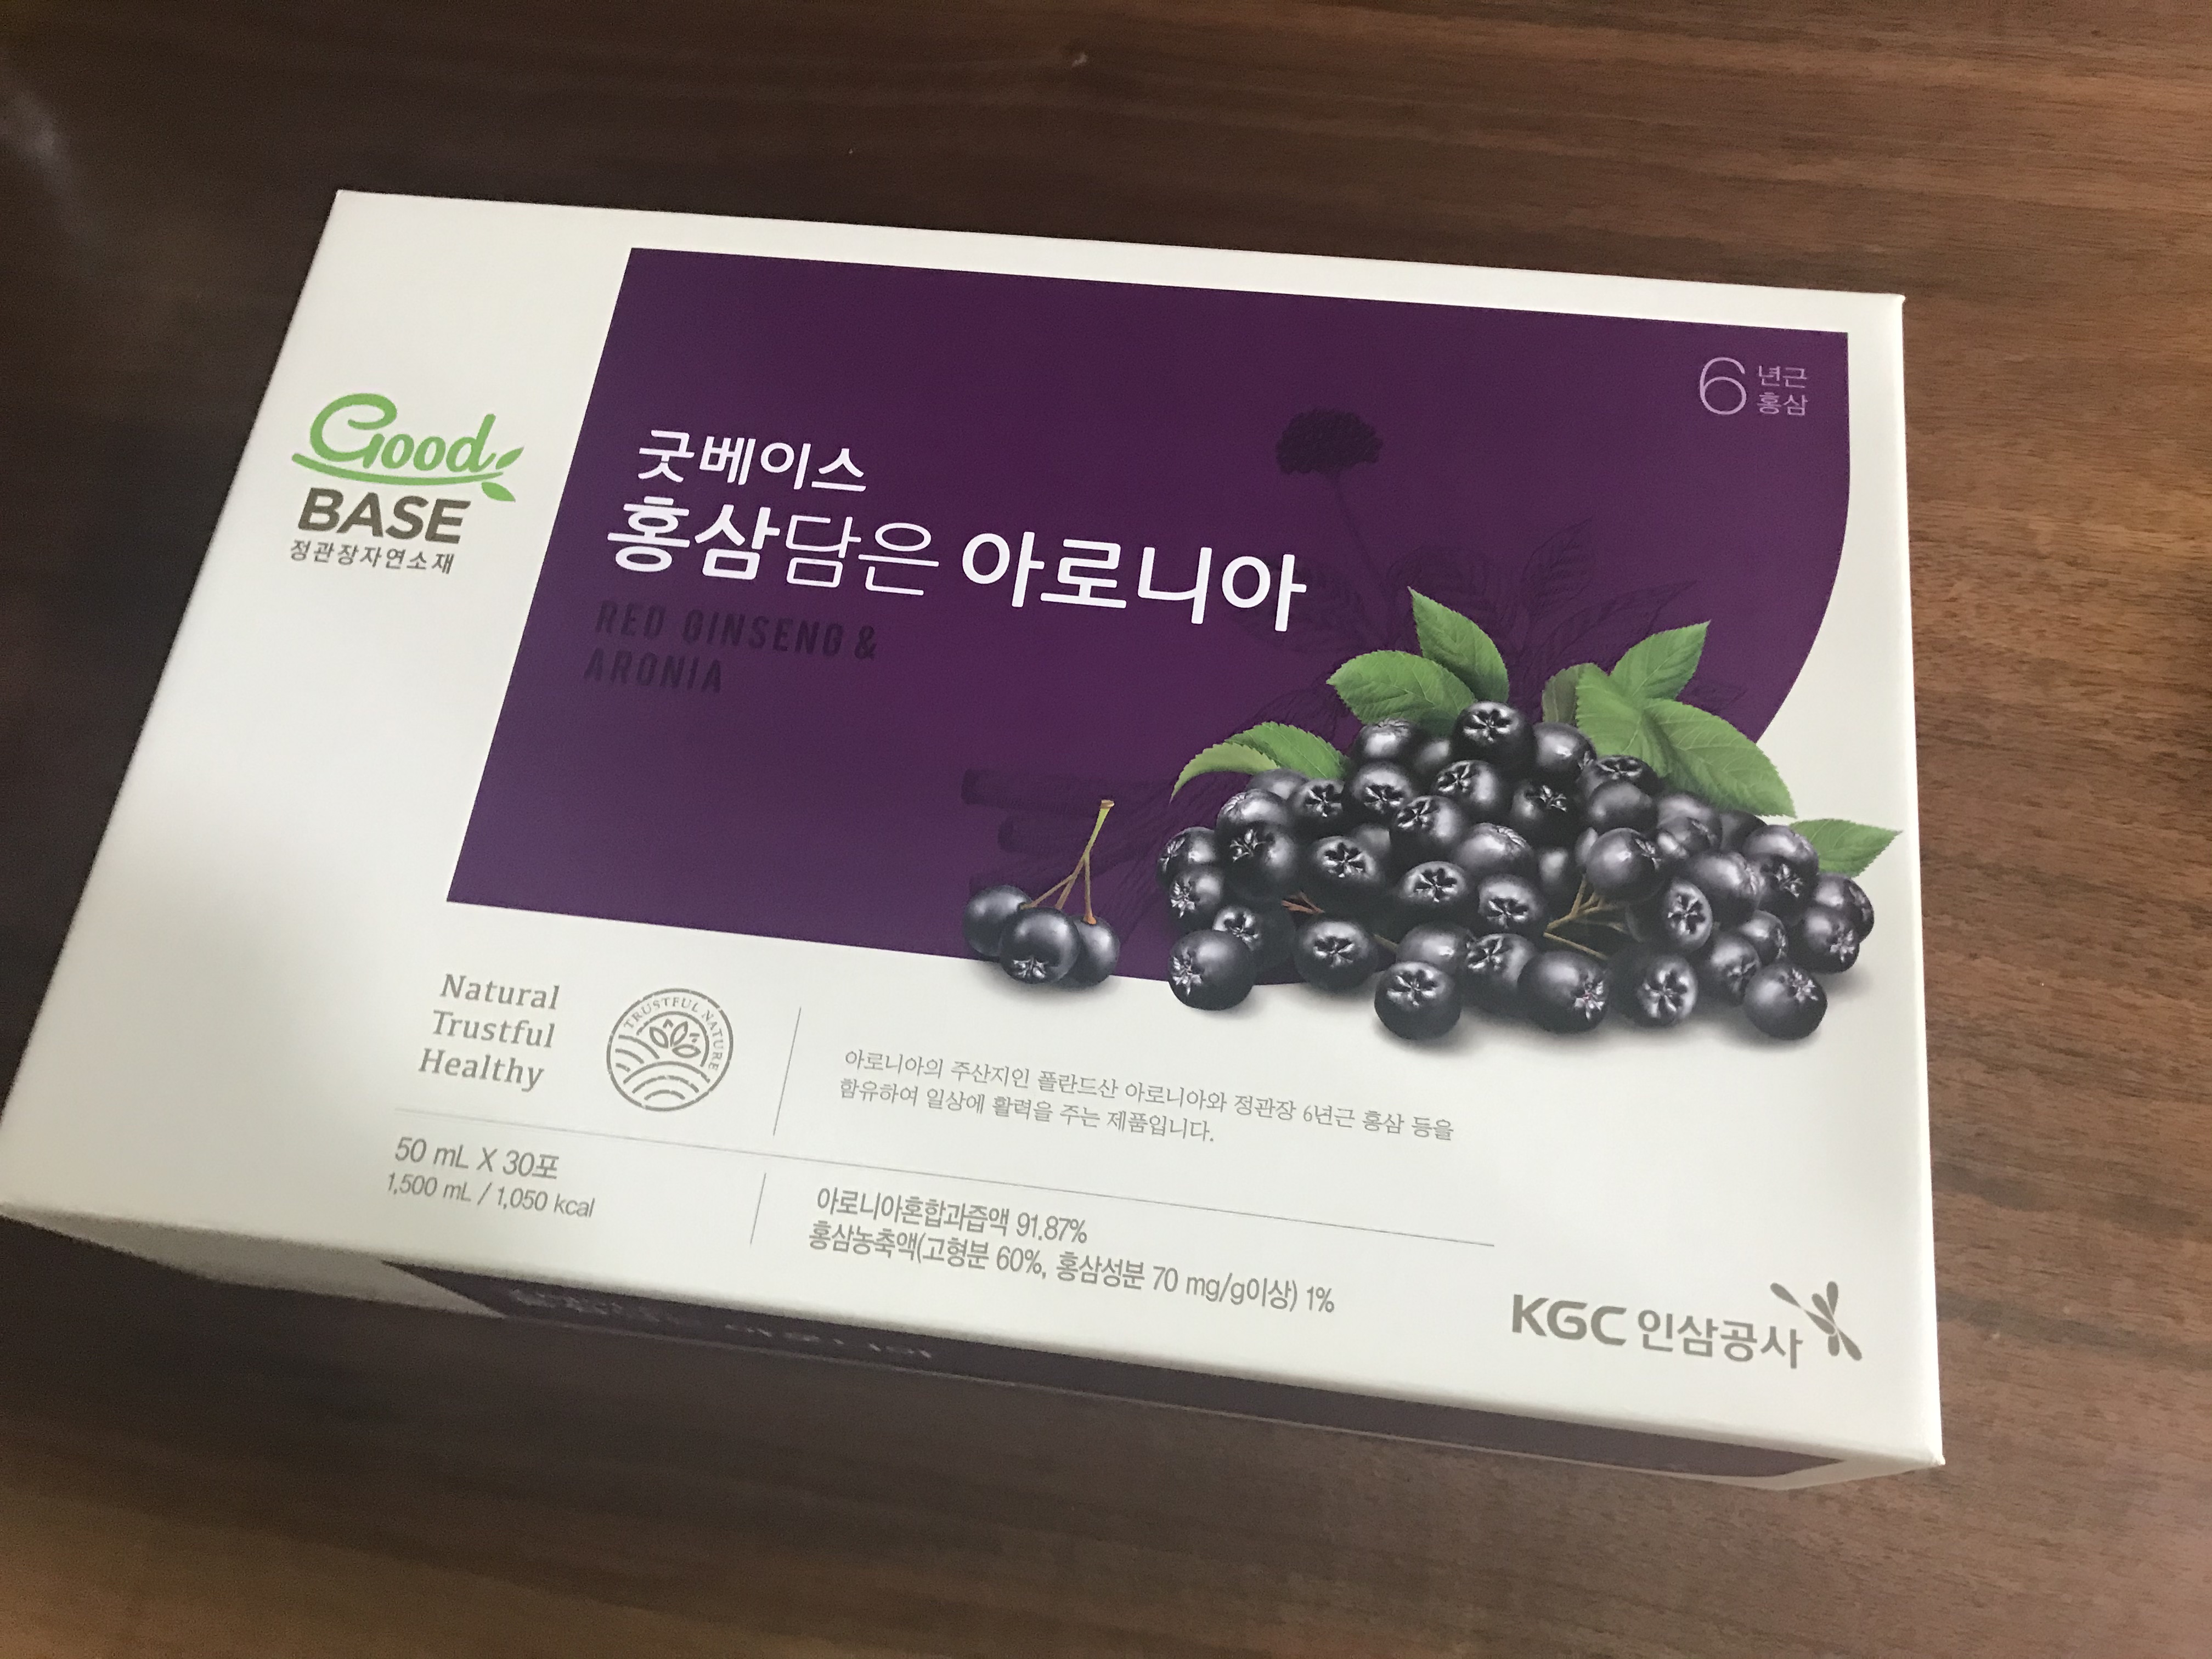 Good
BASE
정관장자연소재
굿베이스
홍삼담은 아로니아
RED GINSENG &
ARONIA
6년근
홍삼
Natural
Trustful
Healthy
TRUSTFUL NATURE
아로니아의 주산지인 폴란드산 아로니아와 정관장 6년근 홍삼 등을
함유하여 일상에 활력을 주는 제품입니다.
50 mL X 30포
1,500 mL / 1,050 kcal
아로니아혼합과즙액 91.87%
홍삼농축액(고형분 60%, 홍삼성분 70 mg/g이상) 1%
KGC 인삼공사